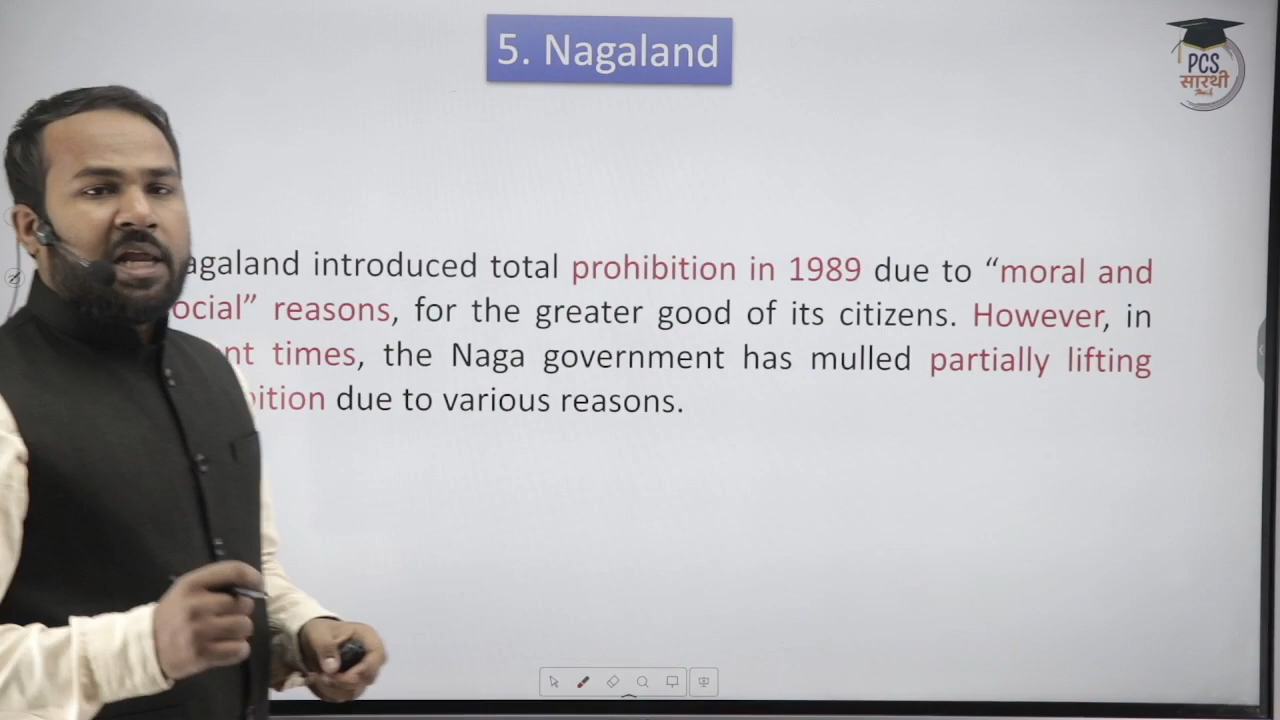 5. Nagaland
PCS
सारथी
agaland introduced total prohibition in 1989 due to “moral and
ocial” reasons, for the greater good of its citizens. However, in
nt times, the Naga government has mulled partially lifting
ition due to various reasons.